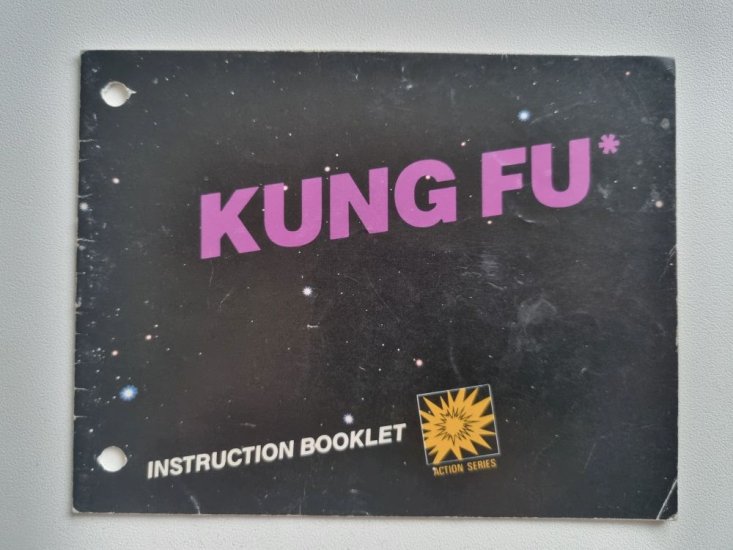 KUNG FU*
INSTRUCTION BOOKLET
ACTION SERIES